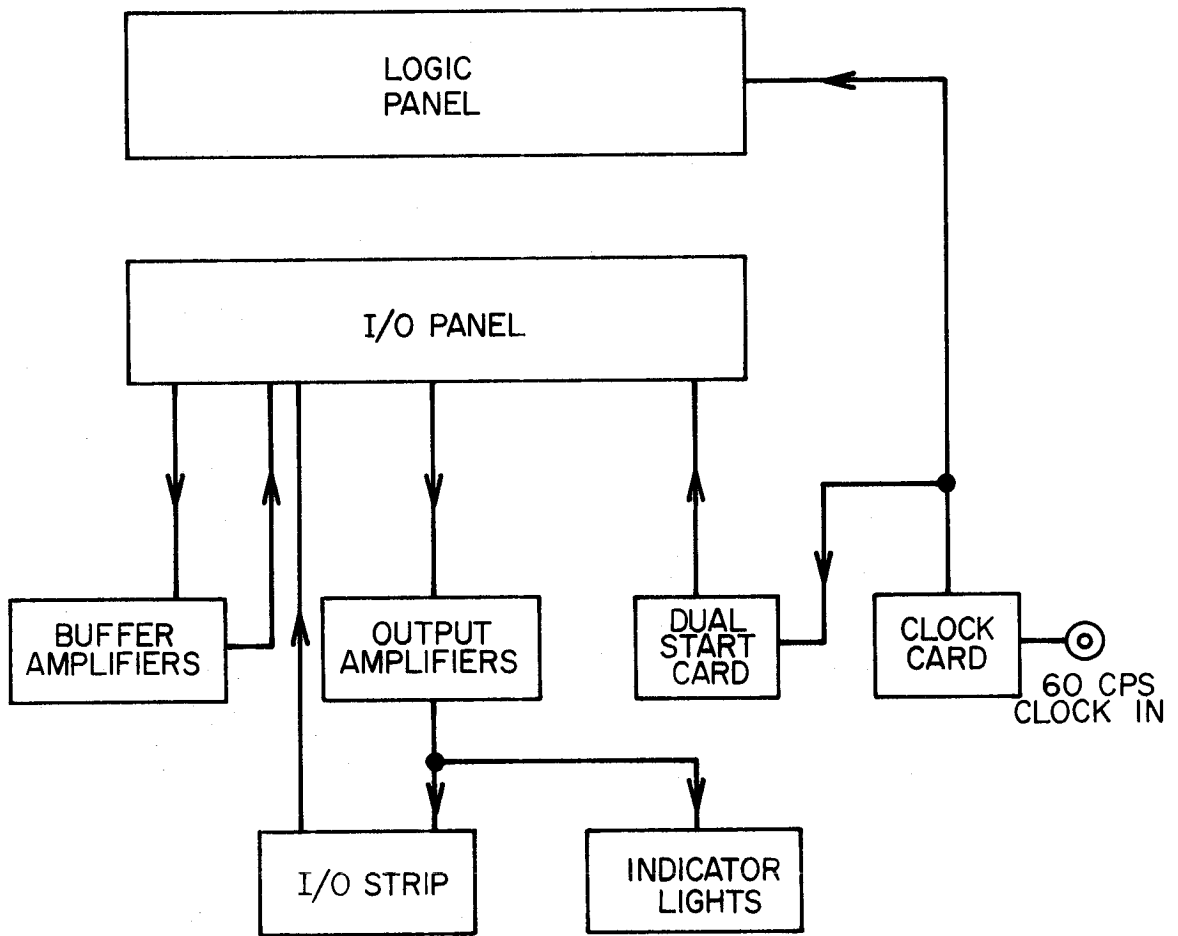 LOGIC
PANEL
I/O PANEL
BUFFER
AMPLIFIERS
OUTPUT
AMPLIFIERS
DUAL
START
CARD
CLOCK
CARD
60 CPS
CLOCK IN
I/O STRIP
INDICATOR
LIGHTS